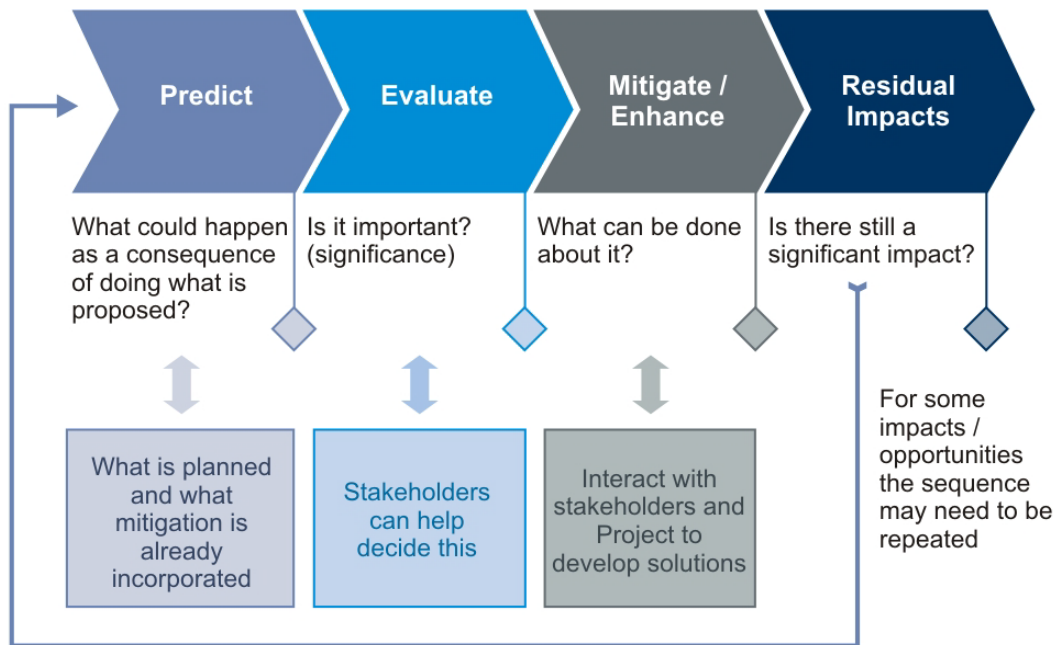 Predict
Evaluate
Mitigate /
Enhance
Residual
Impacts
What could happen
as a consequence
of doing what is
proposed?
Is it important?
(significance)
What can be done
about it?
Is there still a
significant impact?
What is planned
and what
mitigation is
already
incorporated
Stakeholders
can help
decide this
Interact with
stakeholders and
Project to
develop solutions
For some
impacts /
opportunities
the sequence
may need to be
repeated